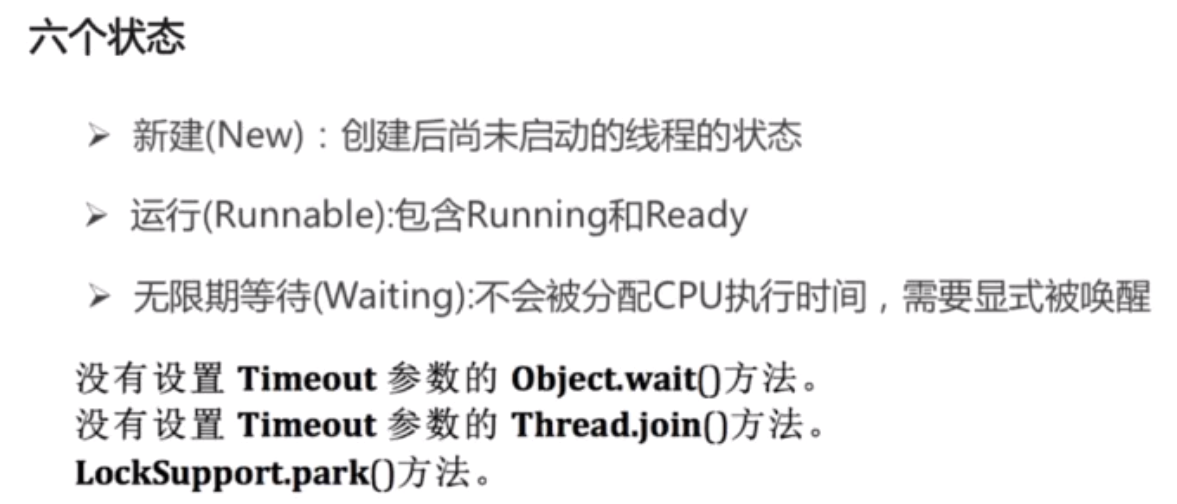 六个状态
新建(New)：创建后尚未启动的线程的状态
运行(Runnable):包含Running和Ready
无限期等待(Waiting):不会被分配CPU执行时间，需要显式被唤醒
没有设置 Timeout 参数的 Object.wait()方法。
没有设置 Timeout 参数的 Thread.join()方法。
LockSupport.park()方法。